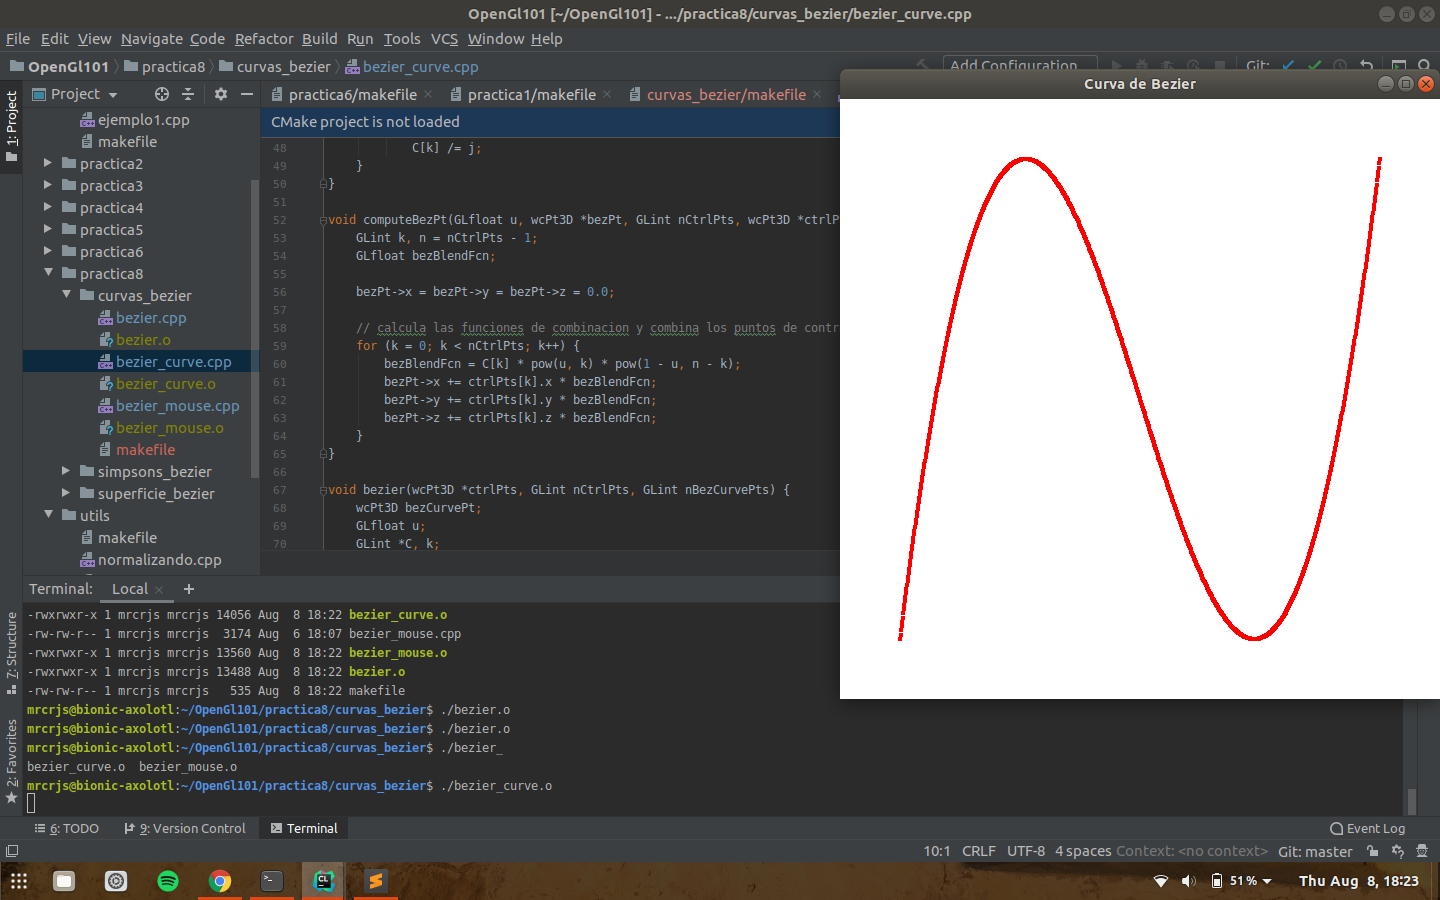 OpenGl101 [~/OpenGl101] - .../practica8/curvas_bezier/bezier_curve.cpp
File Edit View Navigate Code Refactor Build Run Tools VCS Window Help
OpenGl101 practica8 curvas_bezier bezier_curve.cpp
Add Configuration... Git:
Curva de Bezier
1: Project
Project
practica6/makefile practica1/makefile curvas_bezier/makefile
CMake project is not loaded
ejemplo1.cpp
makefile
practica2
practica3
practica4
practica5
practica6
practica8
curvas_bezier
bezier.cpp
bezier.o
bezier_curve.cpp
bezier_curve.o
bezier_mouse.cpp
bezier_mouse.o
makefile
simpsons_bezier
superficie_bezier
utils
makefile
normalizando.cpp
48 C[k] /= j;
49 }
50 }
51
52 void computeBezPt(GLfloat u, wcPt3D *bezPt, GLint nCtrlPts, wcPt3D *ctrlP
53 GLint k, n = nCtrlPts - 1;
54 GLfloat bezBlendFcn;
55
56 bezPt->x = bezPt->y = bezPt->z = 0.0;
57
58 // calcula las funciones de combinacion y combina los puntos de contr
59 for (k = 0; k < nCtrlPts; k++) {
60 bezBlendFcn = C[k] * pow(u, k) * pow(1 - u, n - k);
61 bezPt->x += ctrlPts[k].x * bezBlendFcn;
62 bezPt->y += ctrlPts[k].y * bezBlendFcn;
63 bezPt->z += ctrlPts[k].z * bezBlendFcn;
64 }
65 }
66
67 void bezier(wcPt3D *ctrlPts, GLint nCtrlPts, GLint nBezCurvePts) {
68 wcPt3D bezCurvePt;
69 GLfloat u;
70 GLint *C, k;
Terminal: Local +
-rwxrwxr-x 1 mrcrjs mrcrjs 14056 Aug  8 18:22 bezier_curve.o
-rw-rw-r-- 1 mrcrjs mrcrjs  3174 Aug  6 18:07 bezier_mouse.cpp
-rwxrwxr-x 1 mrcrjs mrcrjs 13560 Aug  8 18:22 bezier_mouse.o
-rwxrwxr-x 1 mrcrjs mrcrjs 13488 Aug  8 18:22 bezier.o
-rw-rw-r-- 1 mrcrjs mrcrjs   535 Aug  8 18:22 makefile
mrcrjs@bionic-axolotl:~/OpenGl101/practica8/curvas_bezier$ ./bezier.o
mrcrjs@bionic-axolotl:~/OpenGl101/practica8/curvas_bezier$ ./bezier.o
mrcrjs@bionic-axolotl:~/OpenGl101/practica8/curvas_bezier$ ./bezier_
bezier_curve.o  bezier_mouse.o
mrcrjs@bionic-axolotl:~/OpenGl101/practica8/curvas_bezier$ ./bezier_curve.o
7: Structure
2: Favorites
6: TODO 9: Version Control Terminal Event Log
10:1 CRLF UTF-8 4 spaces Context: <no context> Git: master
51 % Thu Aug  8, 18:23